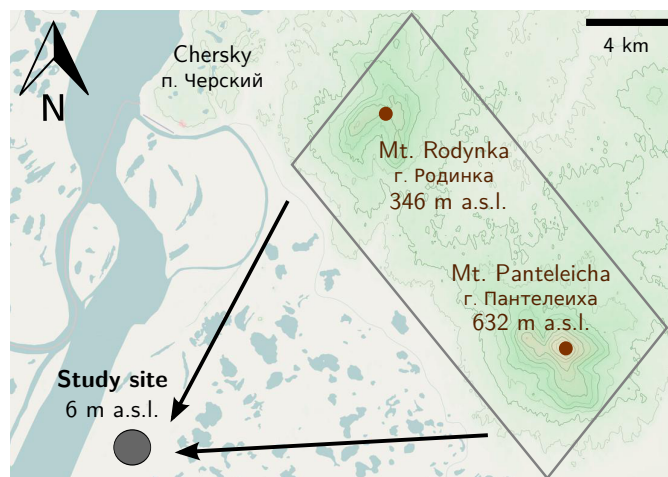 4 km
Chersky
п. Черский
N
Mt. Rodynka
г. Родинка
346 m a.s.l.
Mt. Panteleicha
г. Пантелеиха
632 m a.s.l.
Study site
6 m a.s.l.